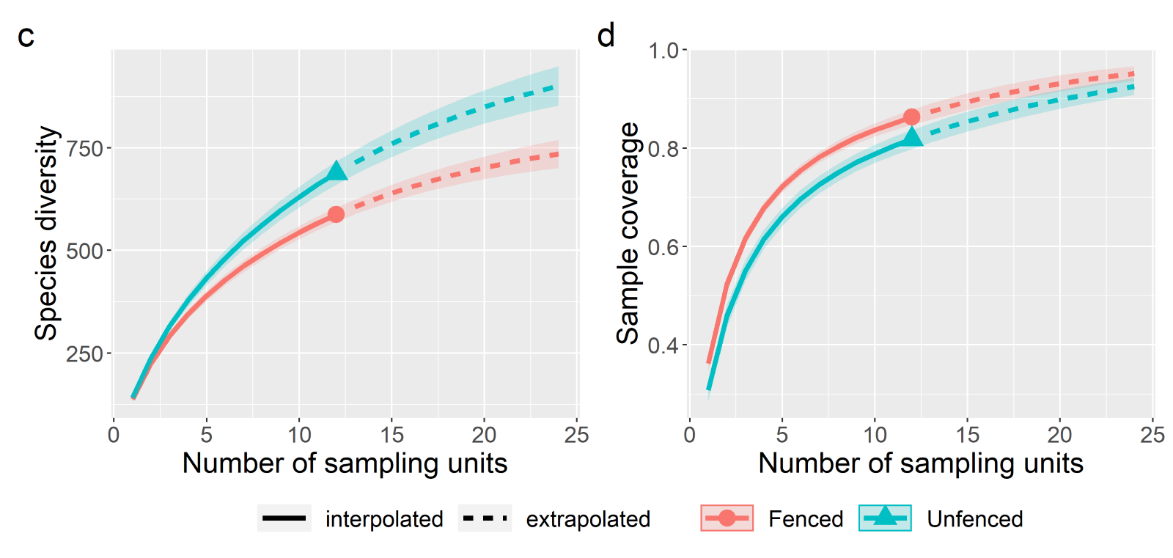 c
Species diversity
750
500
250
0 5 10 15 20 25
Number of sampling units
d
Sample coverage
1.0
0.8
0.6
0.4
0 5 10 15 20 25
Number of sampling units
interpolated extrapolated Fenced Unfenced